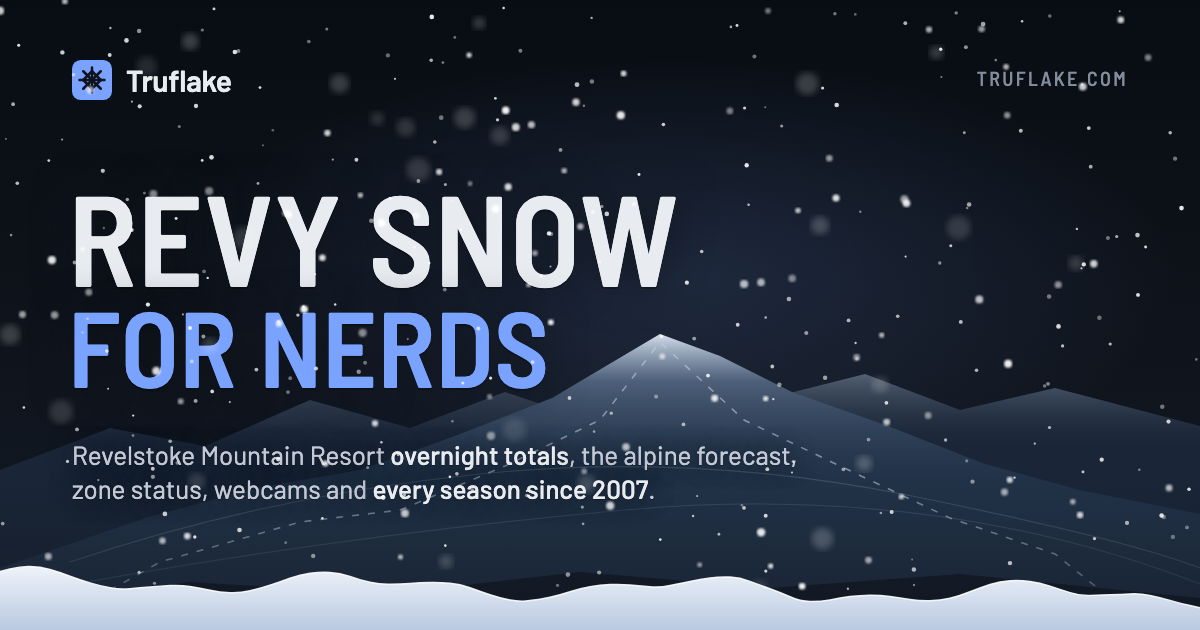 Truflake
TRUFLAKE.COM
REVY SNOW
FOR NERDS
Revelstoke Mountain Resort overnight totals, the alpine forecast,
zone status, webcams and every season since 2007.